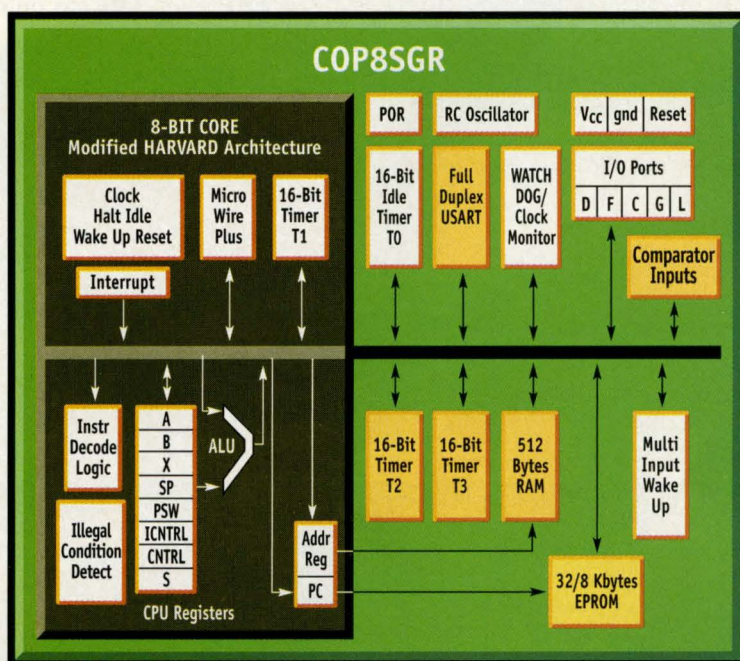 COP8SGR
8-BIT CORE
Modified HARVARD Architecture
Clock
Halt Idle
Wake Up Reset
Micro
Wire
Plus
16-Bit
Timer
T1
Interrupt
POR
RC Oscillator
Vcc gnd Reset
16-Bit
Idle
Timer
T0
Full
Duplex
USART
WATCH
DOG/
Clock
Monitor
I/O Ports
D F C G L
Comparator
Inputs
Instr
Decode
Logic
Illegal
Condition
Detect
A
B
X
SP
PSW
ICNTRL
CNTRL
S
CPU Registers
ALU
Addr
Reg
PC
16-Bit
Timer
T2
16-Bit
Timer
T3
512
Bytes
RAM
Multi
Input
Wake
Up
32/8 Kbytes
EPROM